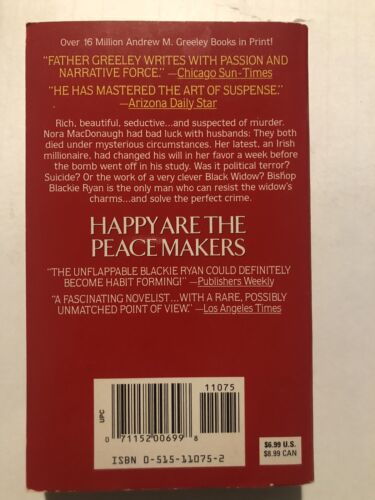 Over 16 Million Andrew M. Greeley Books in Print!
"FATHER GREELEY WRITES WITH PASSION AND
NARRATIVE FORCE." —Chicago Sun-Times
"HE HAS MASTERED THE ART OF SUSPENSE."
—Arizona Daily Star
Rich, beautiful, seductive...and suspected of murder.
Nora MacDonaugh had bad luck with husbands: They both
died under mysterious circumstances. Her latest, an Irish
millionaire, had changed his will in her favor a week before
the bomb went off in his study. Was it political terror?
Suicide? Or the work of a very clever Black Widow? Bishop
Blackie Ryan is the only man who can resist the widow's
charms...and solve the perfect crime.
HAPPY ARE THE
PEACE MAKERS
"THE UNFLAPPABLE BLACKIE RYAN COULD DEFINITELY
BECOME HABIT FORMING!" —Publishers Weekly
"A FASCINATING NOVELIST...WITH A RARE, POSSIBLY
UNMATCHED POINT OF VIEW." —Los Angeles Times
11075
UPC
0 71152 00699 8
ISBN 0-515-11075-2
$6.99 U.S.
$8.99 CAN